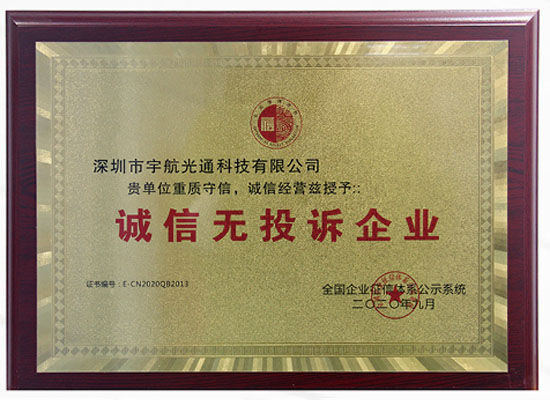 深圳市宇航光通科技有限公司
贵单位重质守信，诚信经营兹授予::
诚信无投诉企业
证书编号：E-CN2020QB2013
全国企业征信体系公示系统
二〇二〇年九月